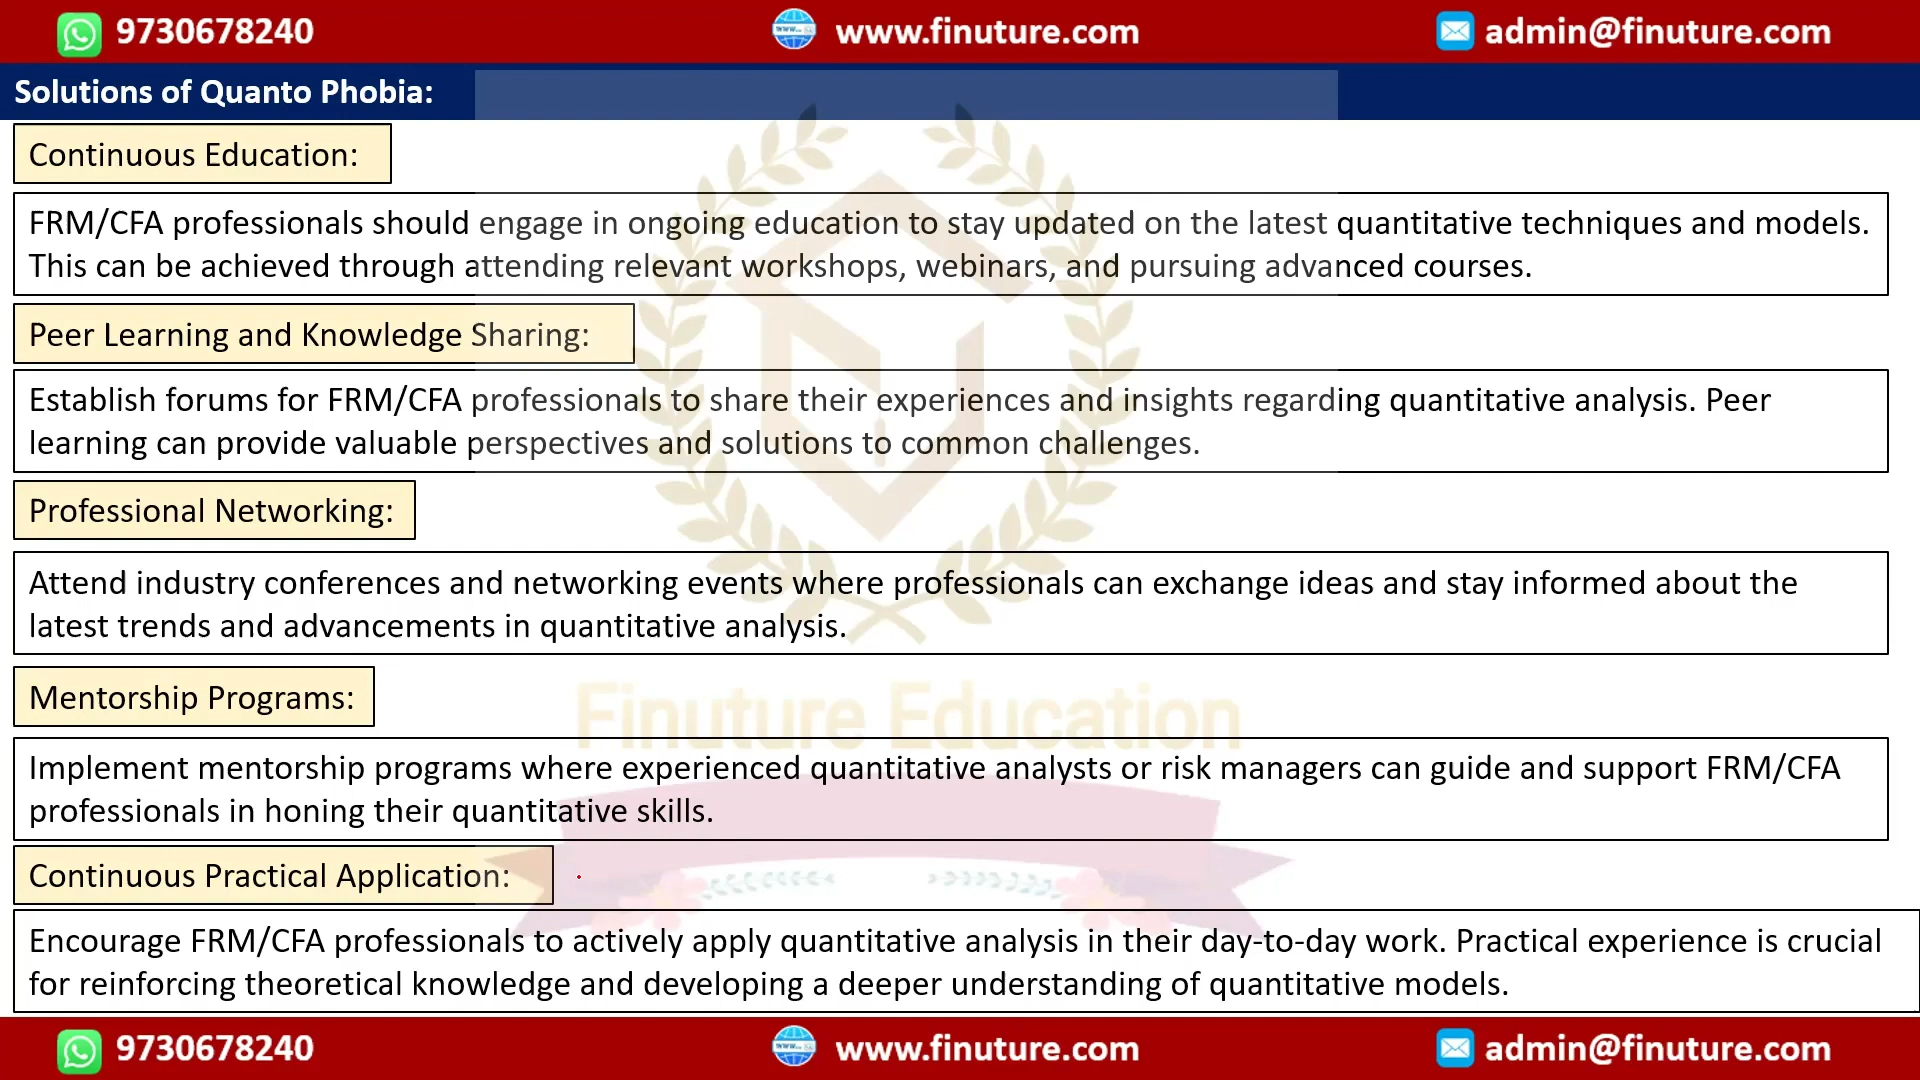 9730678240 www.finuture.com admin@finuture.com
Solutions of Quanto Phobia:
Continuous Education:
FRM/CFA professionals should engage in ongoing education to stay updated on the latest quantitative techniques and models.
This can be achieved through attending relevant workshops, webinars, and pursuing advanced courses.
Peer Learning and Knowledge Sharing:
Establish forums for FRM/CFA professionals to share their experiences and insights regarding quantitative analysis. Peer
learning can provide valuable perspectives and solutions to common challenges.
Professional Networking:
Attend industry conferences and networking events where professionals can exchange ideas and stay informed about the
latest trends and advancements in quantitative analysis.
Mentorship Programs:
Finuture Education
Implement mentorship programs where experienced quantitative analysts or risk managers can guide and support FRM/CFA
professionals in honing their quantitative skills.
Continuous Practical Application:
Encourage FRM/CFA professionals to actively apply quantitative analysis in their day-to-day work. Practical experience is crucial
for reinforcing theoretical knowledge and developing a deeper understanding of quantitative models.
9730678240 www.finuture.com admin@finuture.com